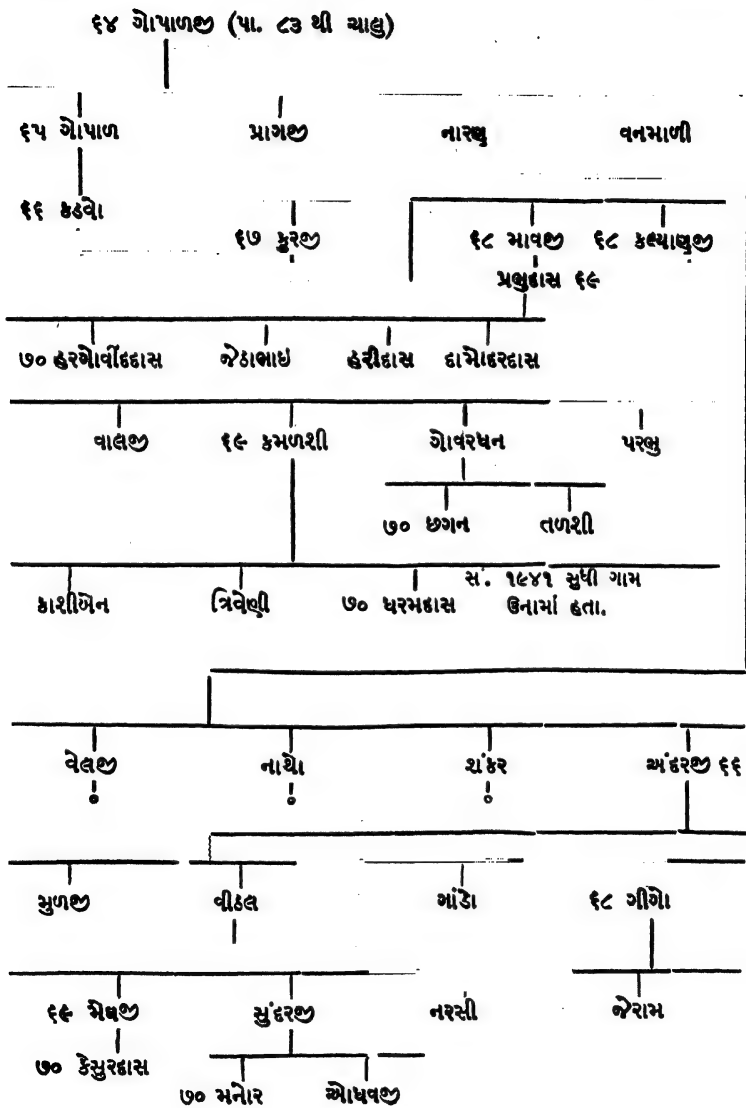 ૬૪ ગોપાળજી (પા. ૮૩ થી ચાલુ)
૬૫ ગોપાળ પ્રાગજી નારણ વનમાળી
૬૬ કડવો
૬૭ કુરજી ૬૮ માવજી ૬૮ કલ્યાણજી
પ્રભુદાસ ૬૯
૭૦ હરગોવીંદદાસ જેઠાભાઇ હરીદાસ દામોદરદાસ
વાલજી ૬૯ કમળશી ગોવરધન પરભુ
૭૦ છગન તળશી
કાશીબેન ત્રિવેણી ૭૦ ધરમદાસ સં. ૧૯૪૧ સુધી ગામ
ઉનામાં હતા.
વેલજી નાથો શંકર અંદરજી ૬૬
મુળજી વીઠલ માંડો ૬૮ ગીગો
૬૯ મેઘજી સુંદરજી નરસી જેરામ
૭૦ કેસુરદાસ
૭૦ મનોર ઓધવજી